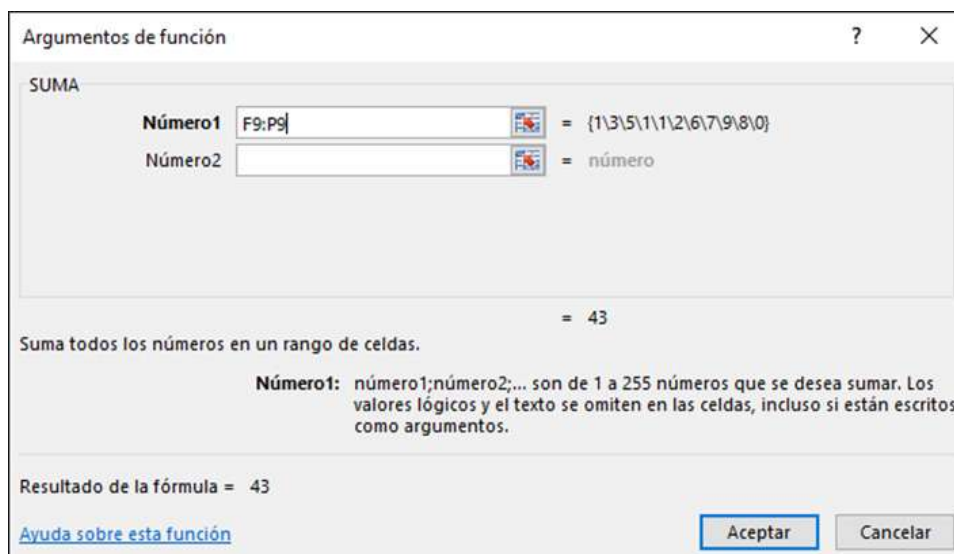 Argumentos de función ? ×
SUMA
Número1 F9:P9 = {1\3\5\1\1\2\6\7\9\8\0}
Número2 = número
= 43
Suma todos los números en un rango de celdas.
Número1: número1;número2;... son de 1 a 255 números que se desea sumar. Los
valores lógicos y el texto se omiten en las celdas, incluso si están escritos
como argumentos.
Resultado de la fórmula = 43
Ayuda sobre esta función Aceptar Cancelar